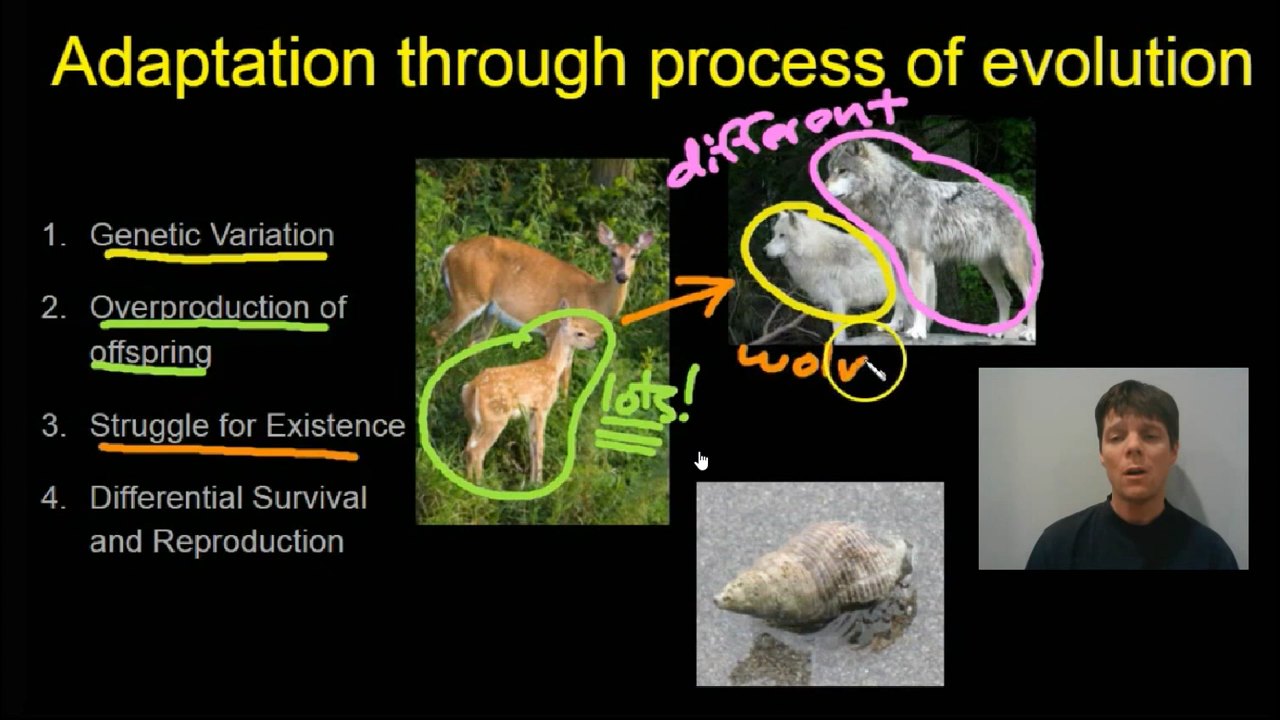 Adaptation through process of evolution
different
1. Genetic Variation
2. Overproduction of
offspring
lots!
wolv
3. Struggle for Existence
4. Differential Survival
and Reproduction